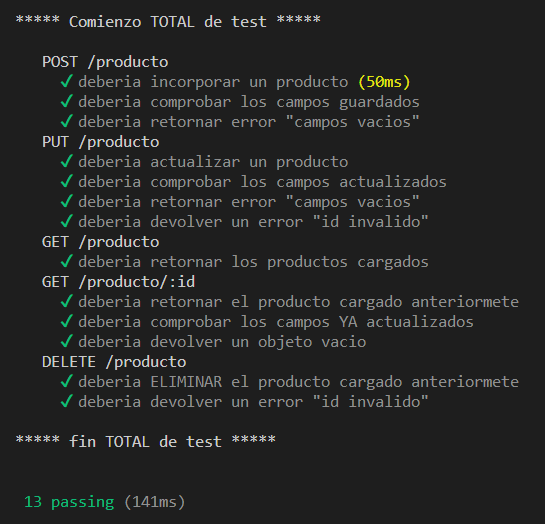 ***** Comienzo TOTAL de test *****
POST /producto
✓ deberia incorporar un producto (50ms)
✓ deberia comprobar los campos guardados
✓ deberia retornar error "campos vacios"
PUT /producto
✓ deberia actualizar un producto
✓ deberia comprobar los campos actualizados
✓ deberia retornar error "campos vacios"
✓ deberia devolver un error "id invalido"
GET /producto
✓ deberia retornar los productos cargados
GET /producto/:id
✓ deberia retornar el producto cargado anteriormete
✓ deberia comprobar los campos YA actualizados
✓ deberia devolver un objeto vacio
DELETE /producto
✓ deberia ELIMINAR el producto cargado anteriormete
✓ deberia devolver un error "id invalido"
***** fin TOTAL de test *****
13 passing (141ms)